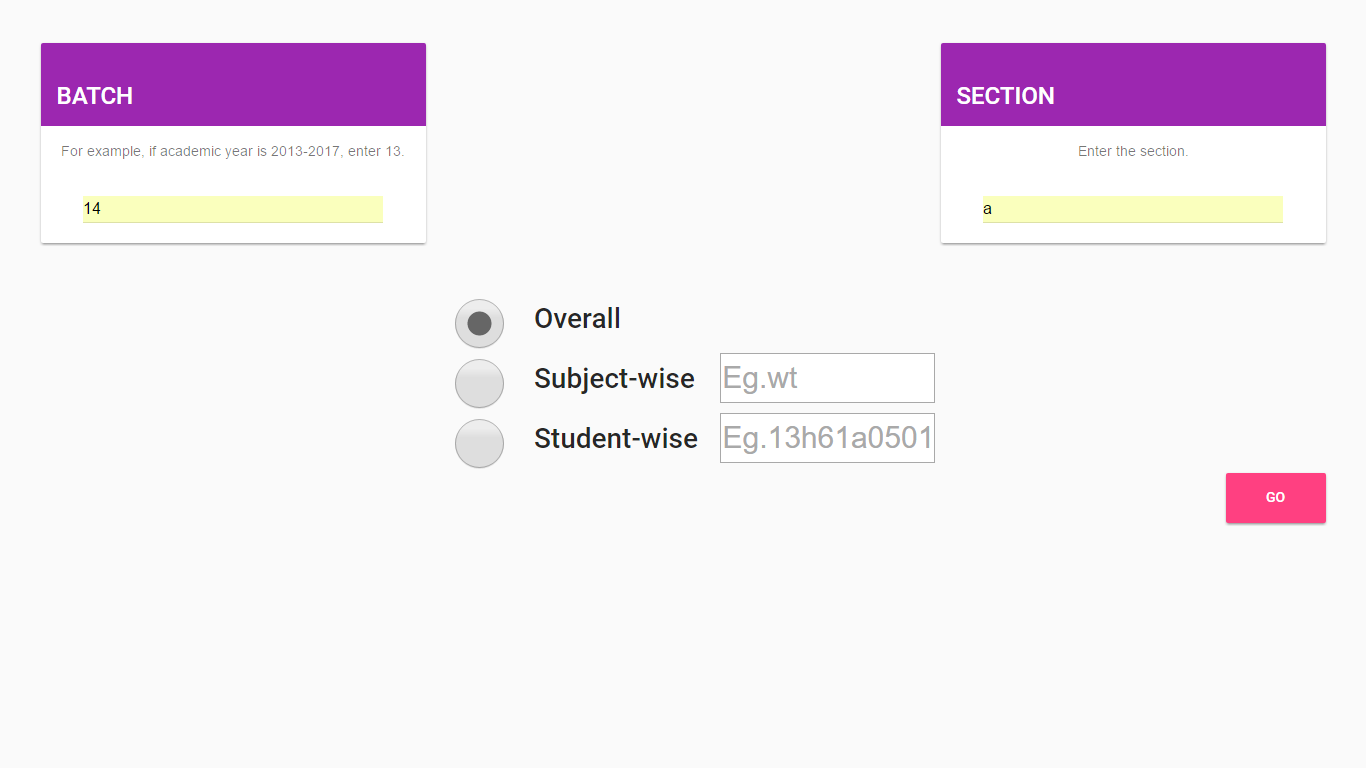 BATCH
For example, if academic year is 2013-2017, enter 13.
14
SECTION
Enter the section.
a
Overall
Subject-wise Eg.wt
Student-wise Eg.13h61a0501
GO